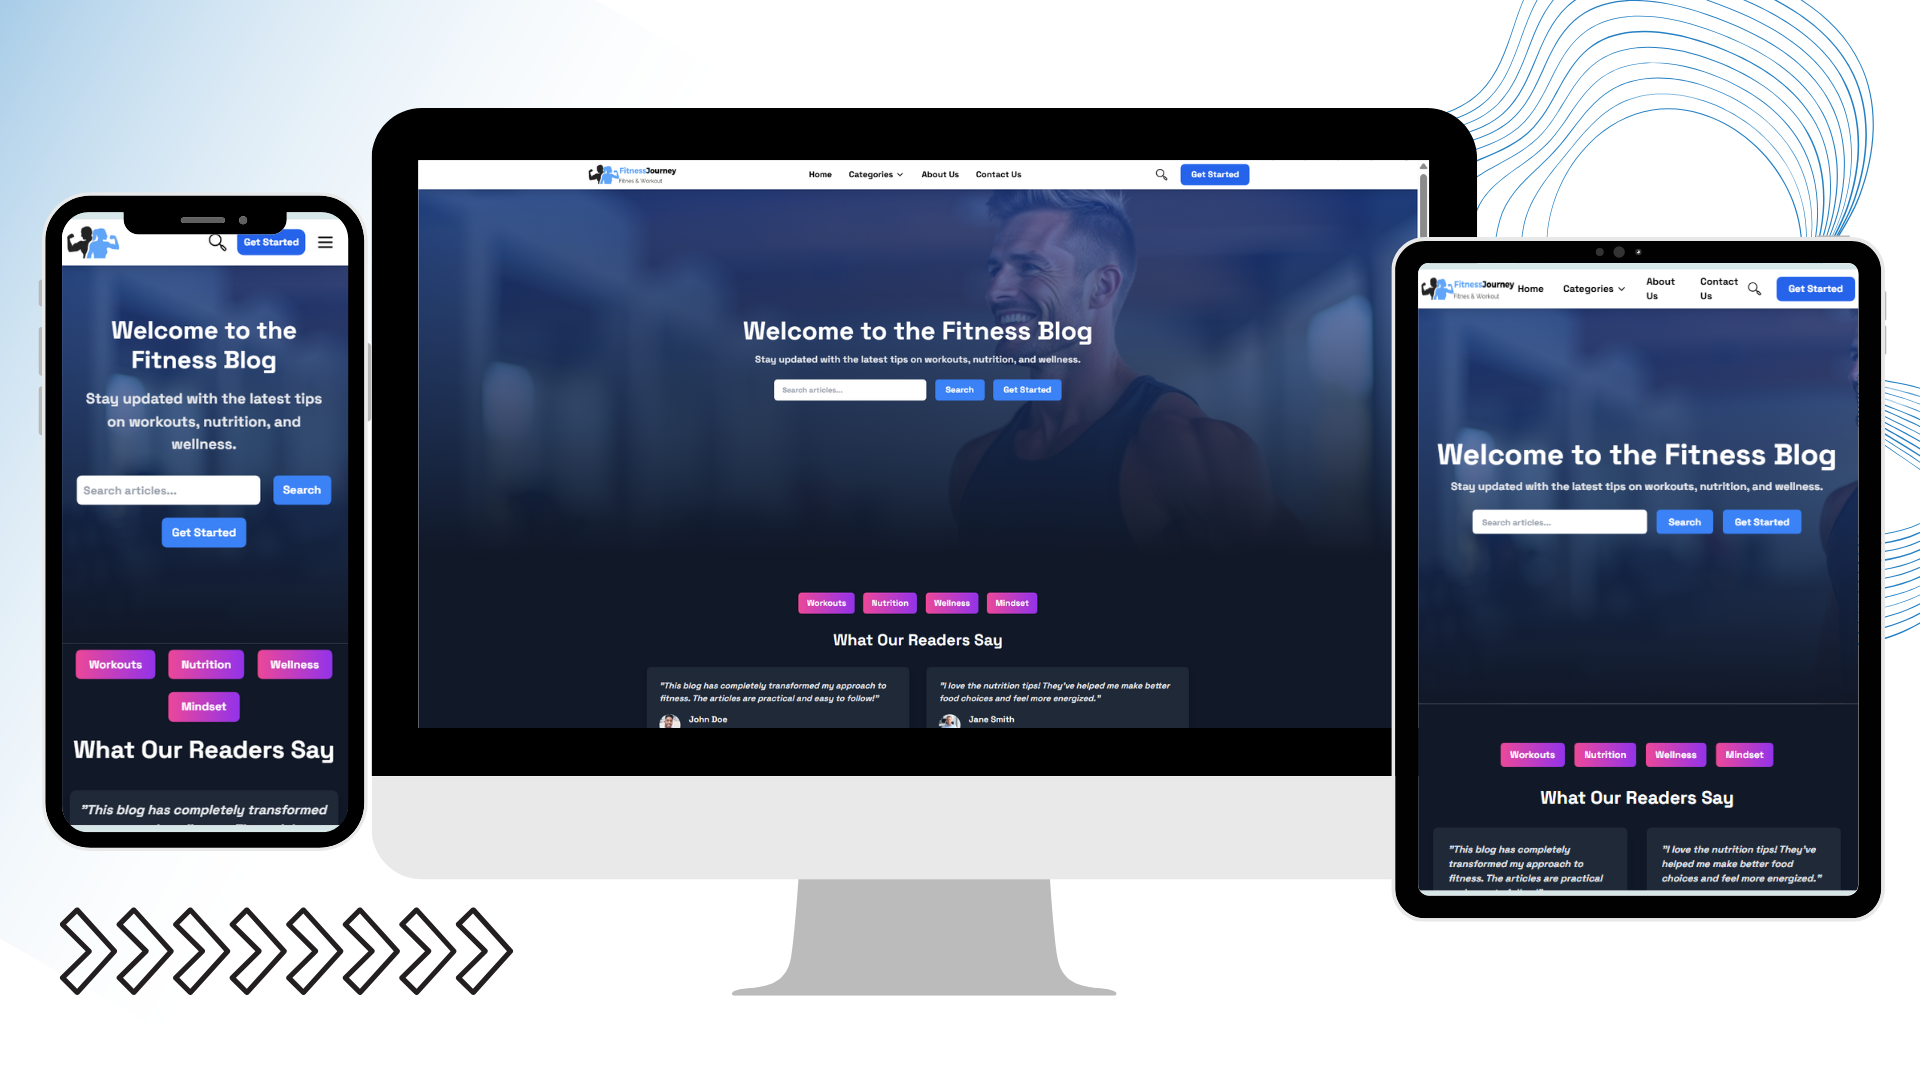 Get Started
Welcome to the
Fitness Blog
Stay updated with the latest tips
on workouts, nutrition, and
wellness.
Search articles...
Search
Get Started
Workouts
Nutrition
Wellness
Mindset
What Our Readers Say
"This blog has completely transformed
FitnessJourney
Fitnes & Workout
Home
Categories
About Us
Contact Us
Get Started
Welcome to the Fitness Blog
Stay updated with the latest tips on workouts, nutrition, and wellness.
Search articles...
Search
Get Started
Workouts
Nutrition
Wellness
Mindset
What Our Readers Say
"This blog has completely transformed my approach to
fitness. The articles are practical and easy to follow!"
John Doe
"I love the nutrition tips! They've helped me make better
food choices and feel more energized."
Jane Smith
FitnessJourney
Fitnes & Workout
Home
Categories
About
Us
Contact
Us
Get Started
Welcome to the Fitness Blog
Stay updated with the latest tips on workouts, nutrition, and wellness.
Search articles...
Search
Get Started
Workouts
Nutrition
Wellness
Mindset
What Our Readers Say
"This blog has completely
transformed my approach to
fitness. The articles are practical
"I love the nutrition tips! They've
helped me make better food
choices and feel more energized."